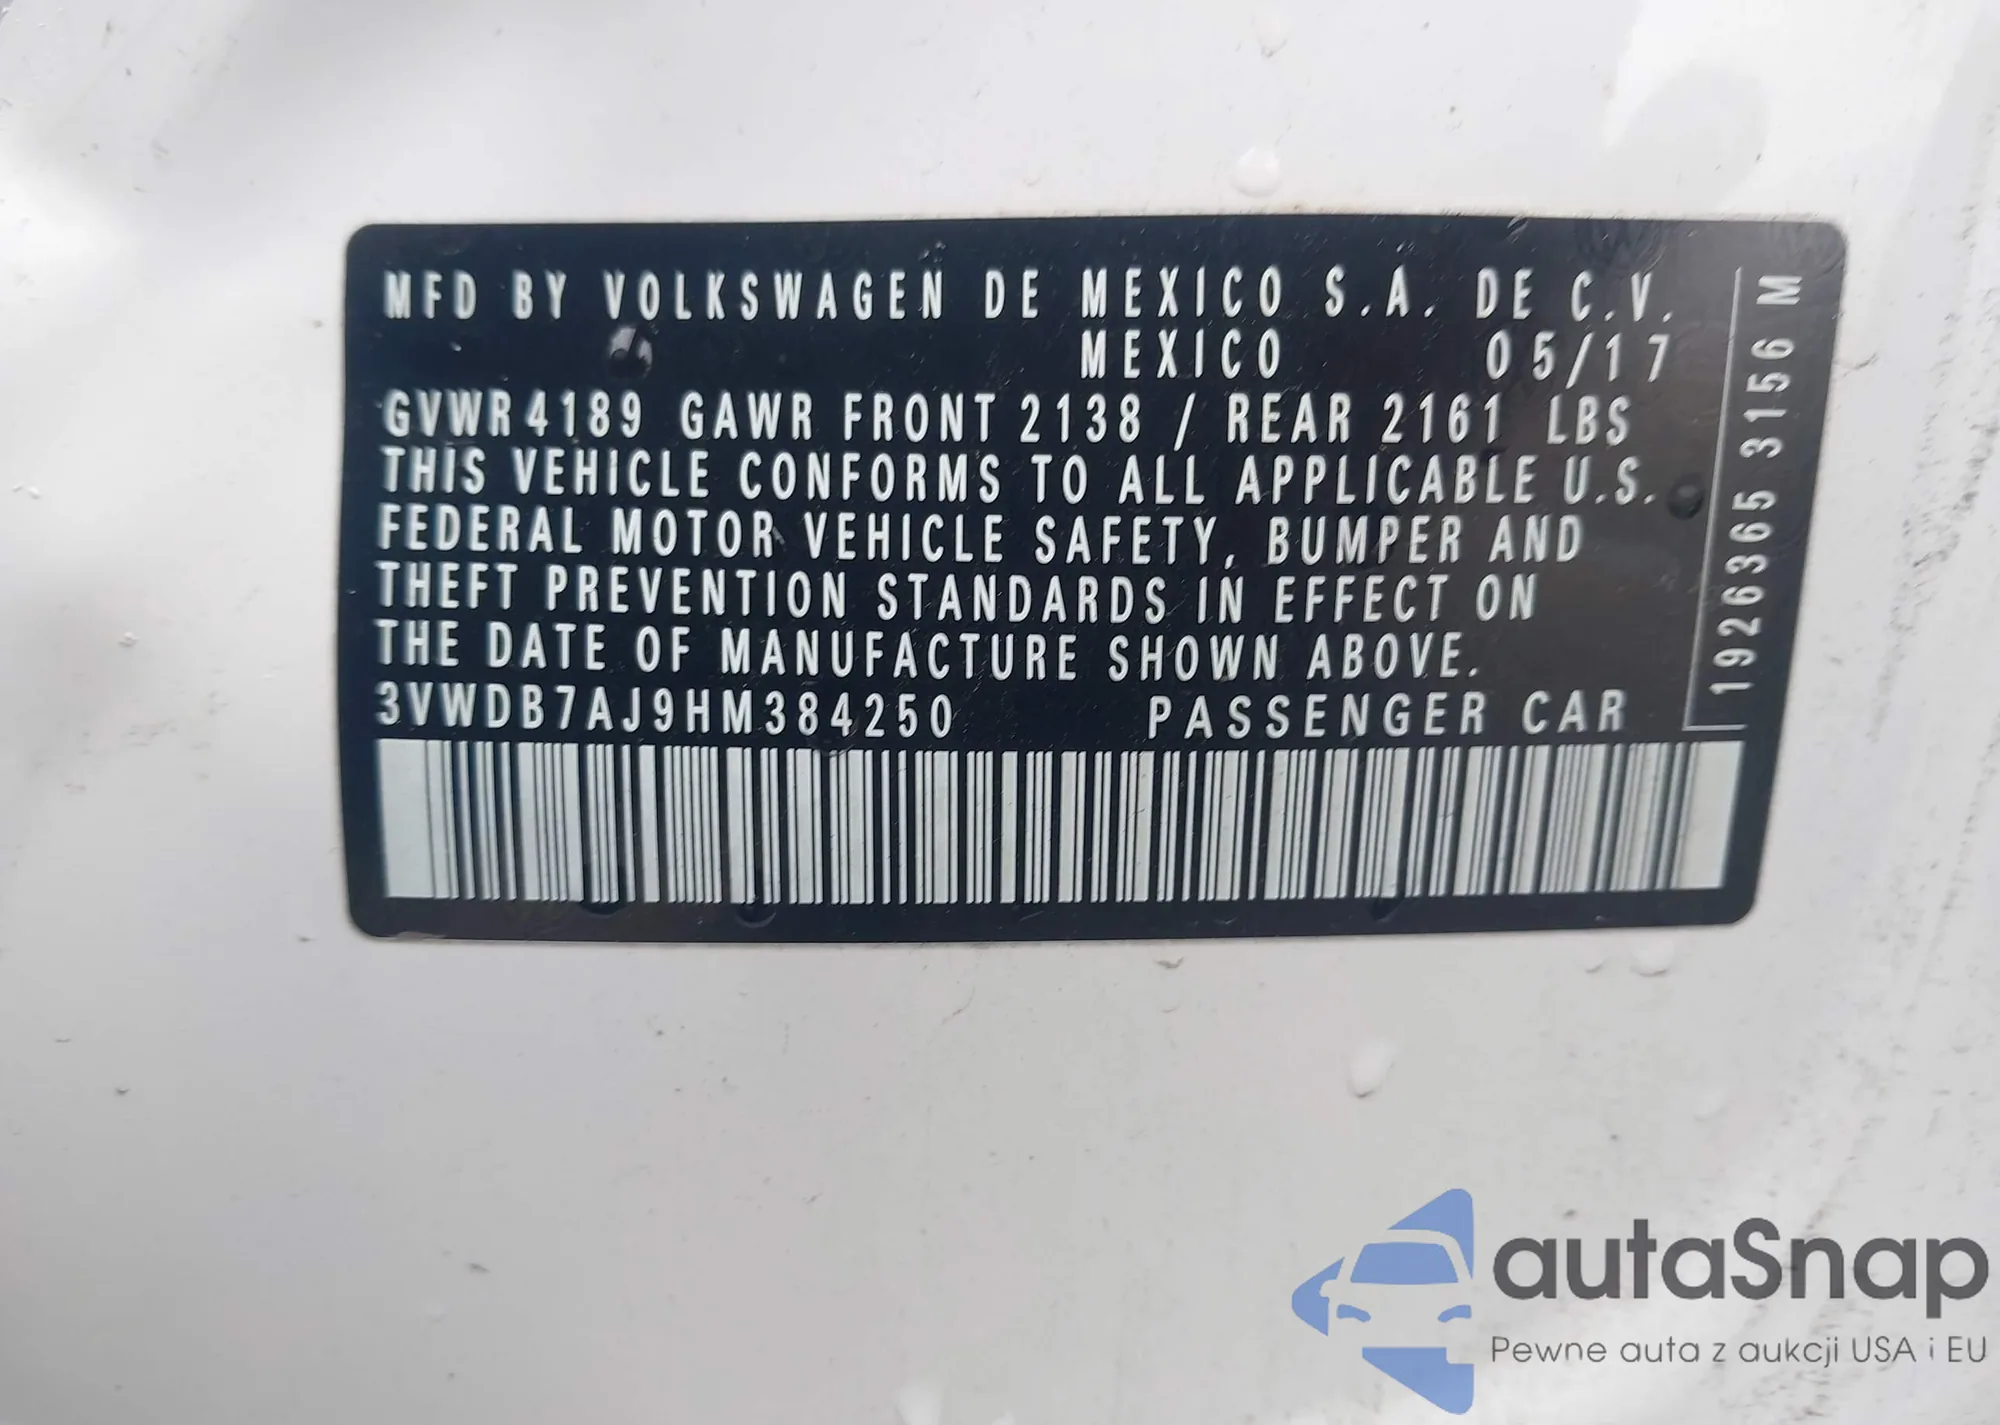 MFD BY VOLKSWAGEN DE MEXICO S.A. DE C.V.
MEXICO 05/17
GVWR 4189 GAWR FRONT 2138 / REAR 2161 LBS
THIS VEHICLE CONFORMS TO ALL APPLICABLE U.S.
FEDERAL MOTOR VEHICLE SAFETY, BUMPER AND
THEFT PREVENTION STANDARDS IN EFFECT ON
THE DATE OF MANUFACTURE SHOWN ABOVE.
3VWDB7AJ9HM384250 PASSENGER CAR
1926365 3156 M
autaSnap
Pewne auta z aukcji USA i EU